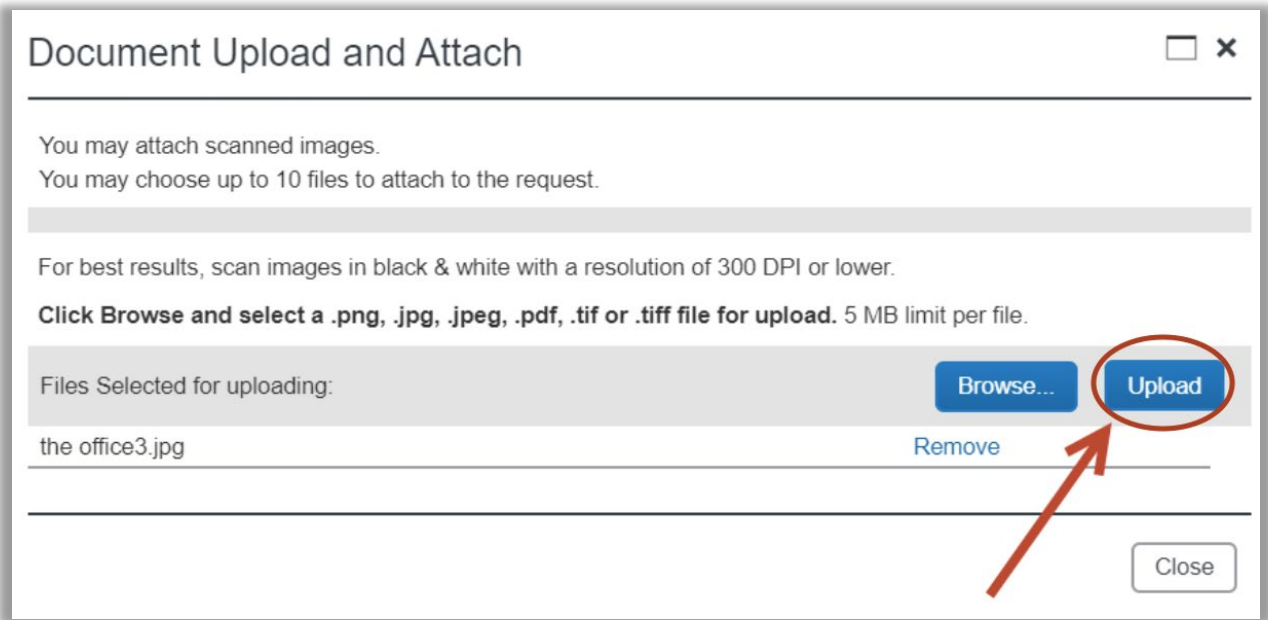 Document Upload and Attach
You may attach scanned images.
You may choose up to 10 files to attach to the request.
For best results, scan images in black & white with a resolution of 300 DPI or lower.
Click Browse and select a .png, .jpg, .jpeg, .pdf, .tif or .tiff file for upload. 5 MB limit per file.
Files Selected for uploading: Browse... Upload
the office3.jpg Remove
Close